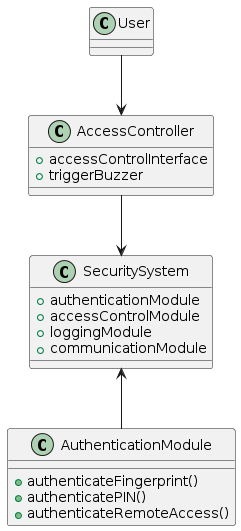 C User
C AccessController
accessControlInterface
triggerBuzzer
C SecuritySystem
authenticationModule
accessControlModule
loggingModule
communicationModule
C AuthenticationModule
authenticateFingerprint()
authenticatePIN()
authenticateRemoteAccess()